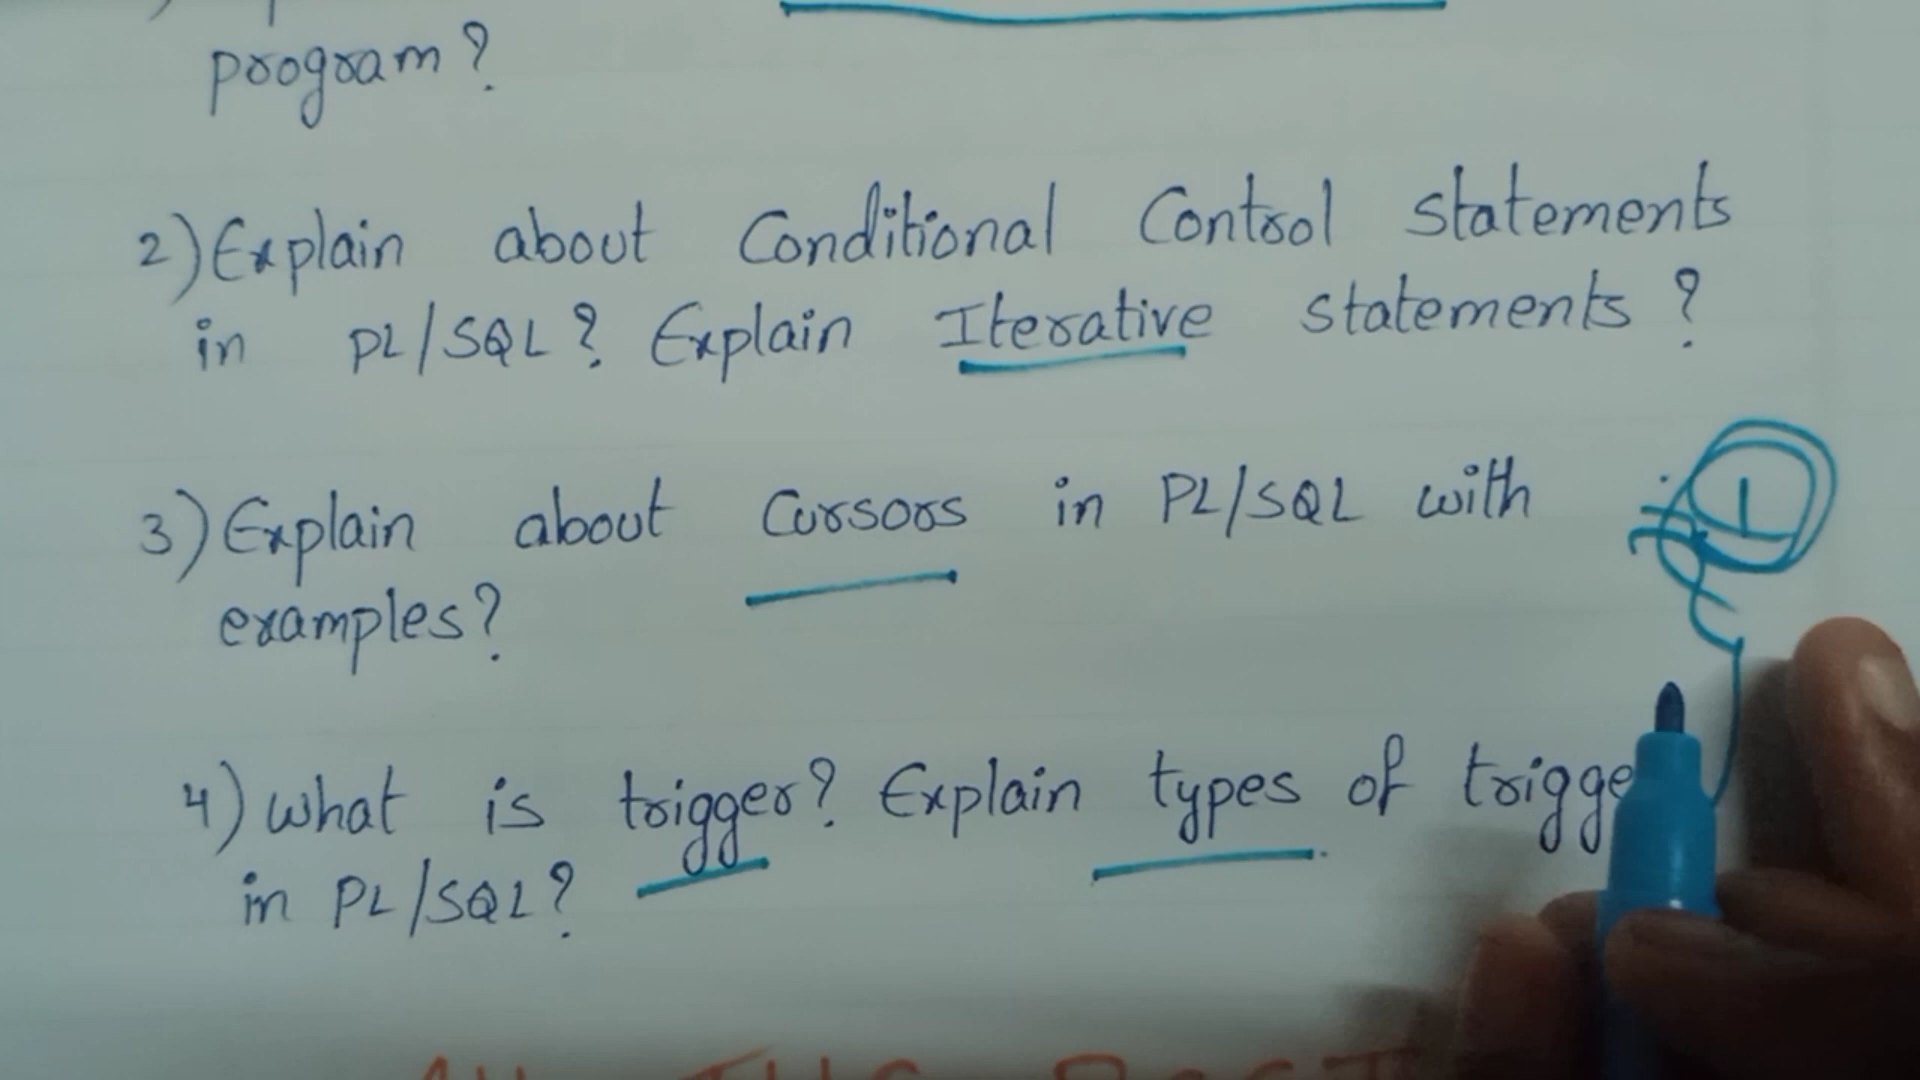 program?
2) Explain about Conditional Control statements
in PL/SQL? Explain Iterative statements?
3) Explain about Cursors in PL/SQL with
examples?
1
4) What is trigger? Explain types of trigge
in PL/SQL?